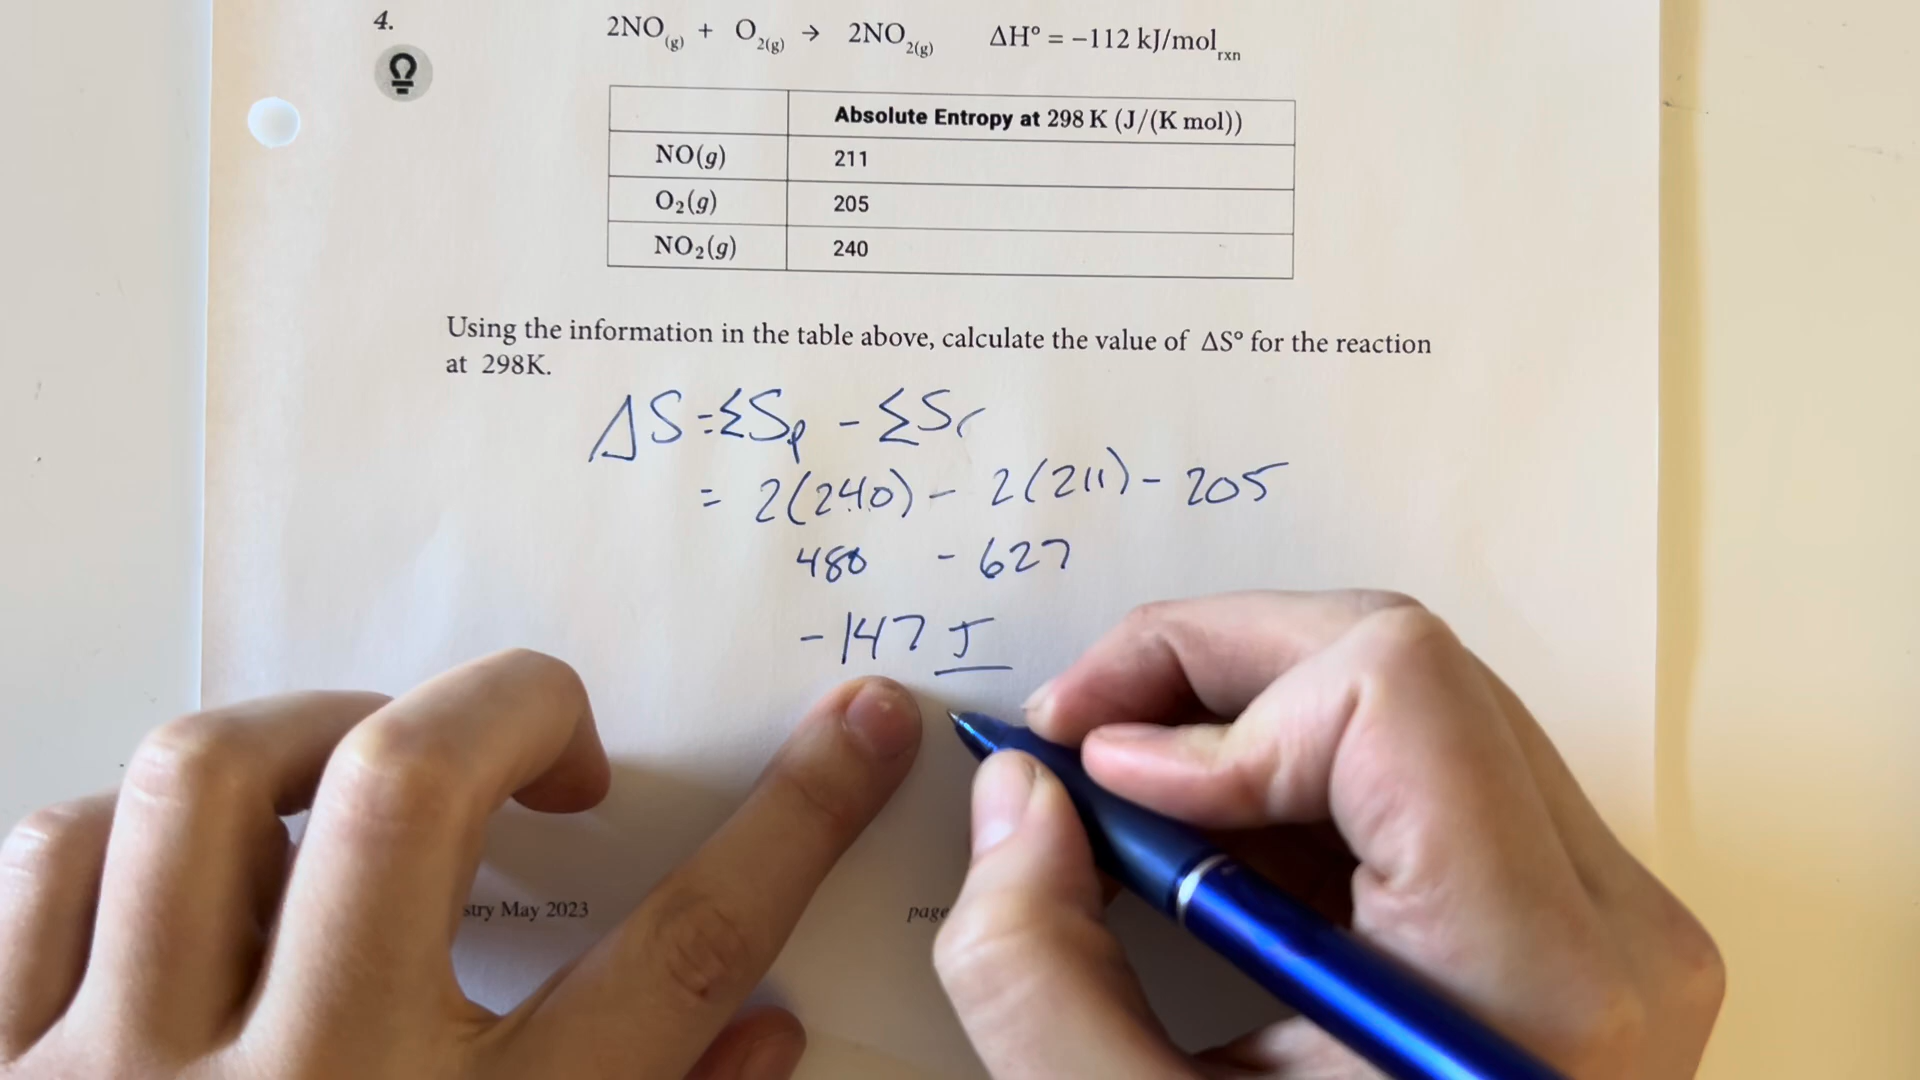 4.
2NO(g) + O2(g) → 2NO2(g) ΔH° = −112 kJ/molrxn
Absolute Entropy at 298 K (J/(K mol))
NO(g) 211
O2(g) 205
NO2(g) 240
Using the information in the table above, calculate the value of ΔS° for the reaction
at 298K.
ΔS = ΣSp - ΣSr
= 2(240) - 2(211) - 205
480 - 627
-147 J
stry May 2023 page